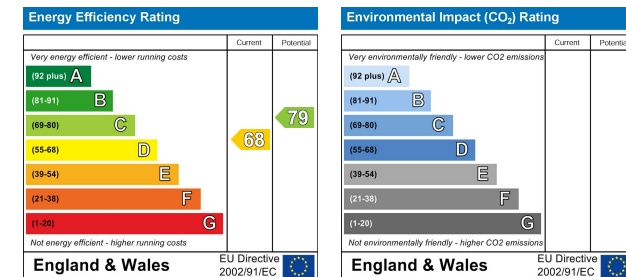 Energy Efficiency Rating
Current Potential
Very energy efficient - lower running costs
(92 plus) A
(81-91) B
(69-80) C
79
(55-68) D
68
(39-54) E
(21-38) F
(1-20) G
Not energy efficient - higher running costs
England & Wales
EU Directive
2002/91/EC
Environmental Impact (CO₂) Rating
Current Potential
Very environmentally friendly - lower CO2 emissions
(92 plus) A
(81-91) B
(69-80) C
(55-68) D
(39-54) E
(21-38) F
(1-20) G
Not environmentally friendly - higher CO2 emissions
England & Wales
EU Directive
2002/91/EC